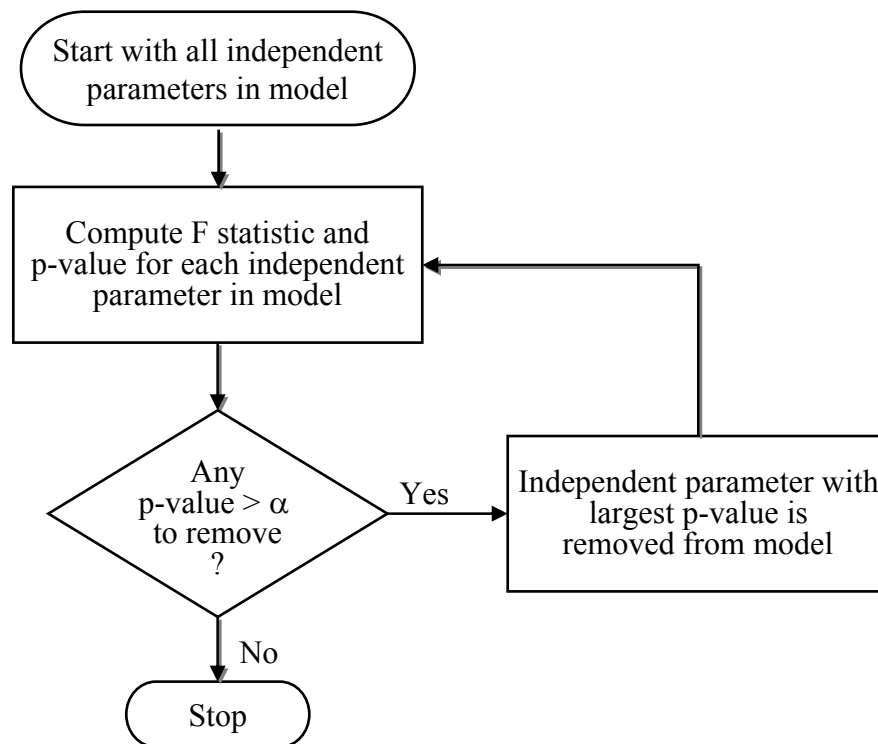 Start with all independent
parameters in model
Compute F statistic and
p-value for each independent
parameter in model
Any
p-value > α
to remove
?
Yes
Independent parameter with
largest p-value is
removed from model
No
Stop